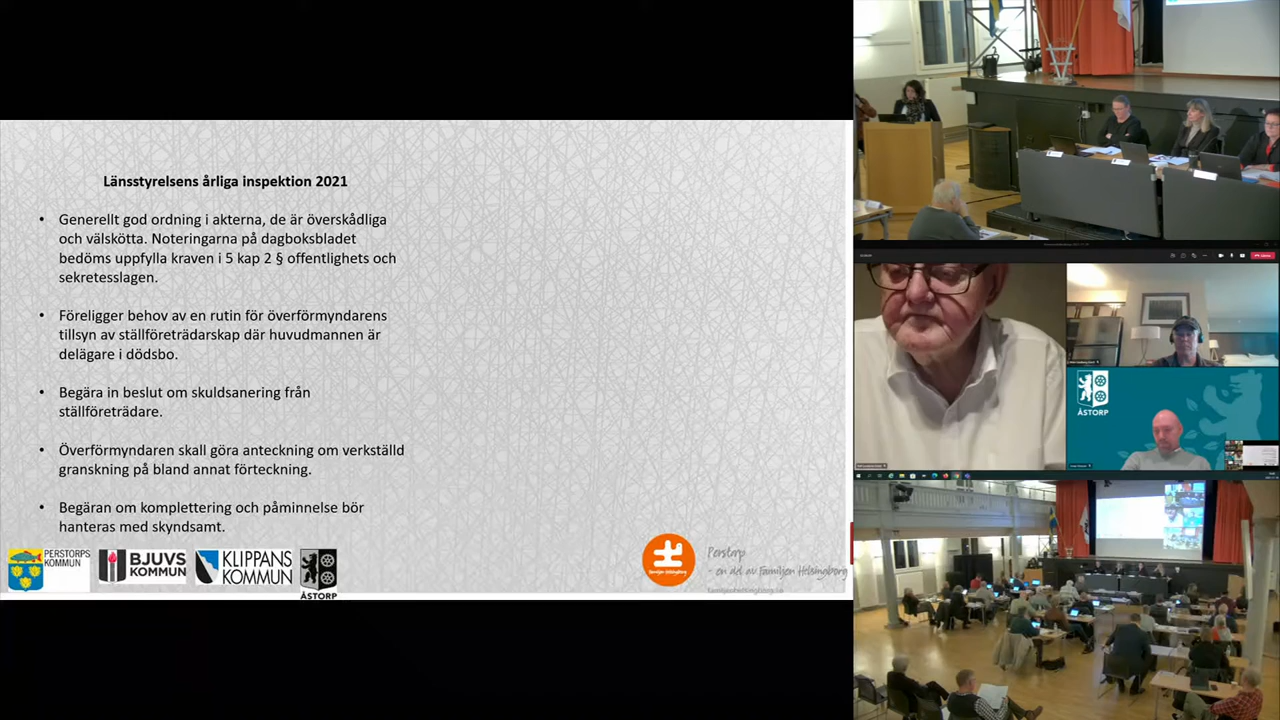 Länsstyrelsens årliga inspektion 2021
• Generellt god ordning i akterna, de är överskådliga
och välskötta. Noteringarna på dagboksbladet
bedöms uppfylla kraven i 5 kap 2 § offentlighets och
sekretesslagen.
• Föreligger behov av en rutin för överförmyndarens
tillsyn av ställföreträdarskap där huvudmannen är
delägare i dödsbo.
• Begära in beslut om skuldsanering från
ställföreträdare.
• Överförmyndaren skall göra anteckning om verkställd
granskning på bland annat förteckning.
• Begäran om komplettering och påminnelse bör
hanteras med skyndsamt.
PERSTORPS
KOMMUN
BJUVS
KOMMUN
KLIPPANS
KOMMUN
ÅSTORP
Familjen Helsingborg
Perstorp
- en del av Familjen Helsingborg
familjenhelsingborg.se
ÅSTORP